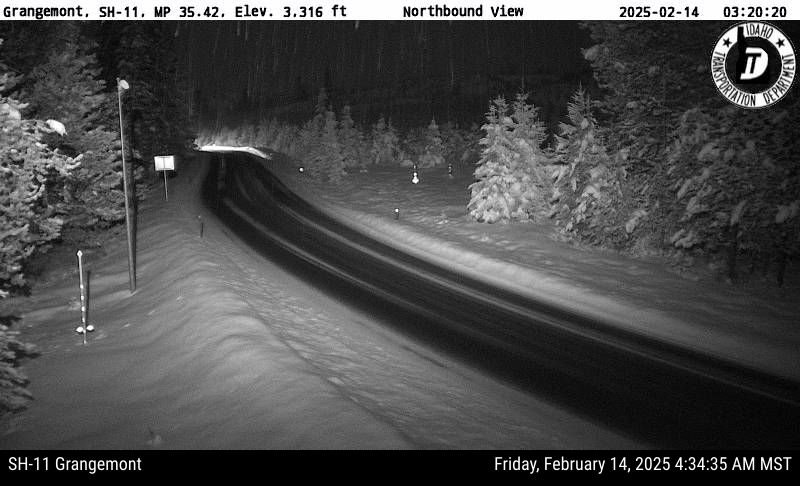 Grangemont, SH-11, MP 35.42, Elev. 3,316 ft Northbound View 2025-02-14 03:20:20
IDAHO
TRANSPORTATION DEPARTMENT
SH-11 Grangemont Friday, February 14, 2025 4:34:35 AM MST